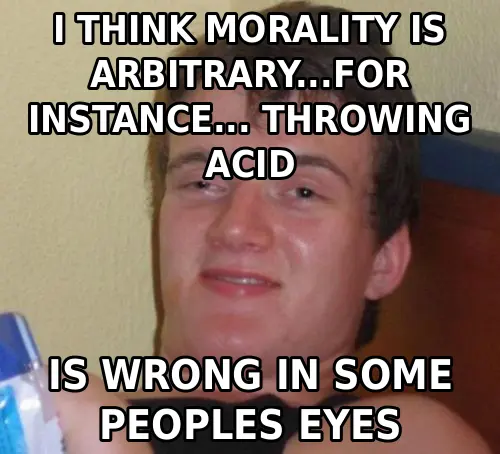 I THINK MORALITY IS
ARBITRARY...FOR
INSTANCE... THROWING
ACID
IS WRONG IN SOME
PEOPLES EYES